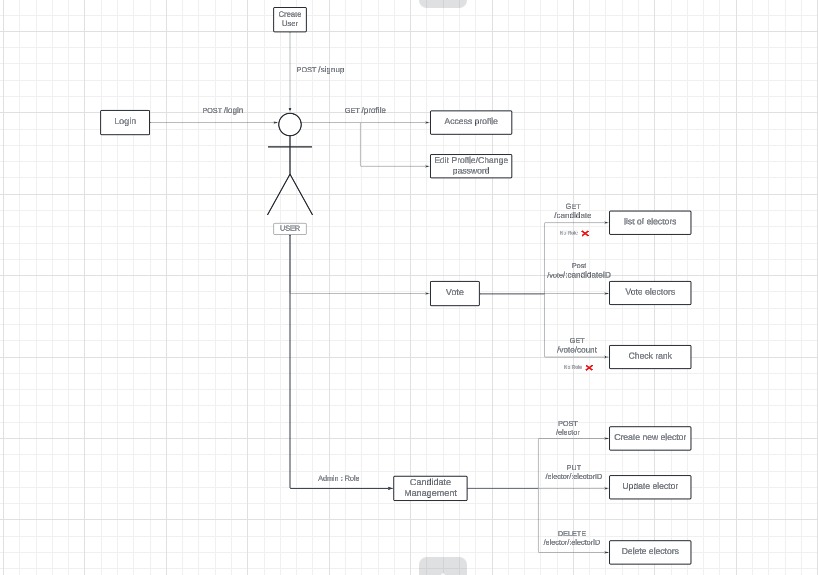 Create
User
POST /signup
POST /login
GET /profile
Login
Access profile
Edit Profile/Change
password
USER
GET
/candidate
No Role
list of electors
Post
/vote/:candidateID
Vote
Vote electors
GET
/vote/count
No Role
Check rank
POST
/elector
Create new elector
PUT
/elector/:electorID
Admin : Role
Candidate
Management
Update elector
DELETE
/elector/:electorID
Delete electors